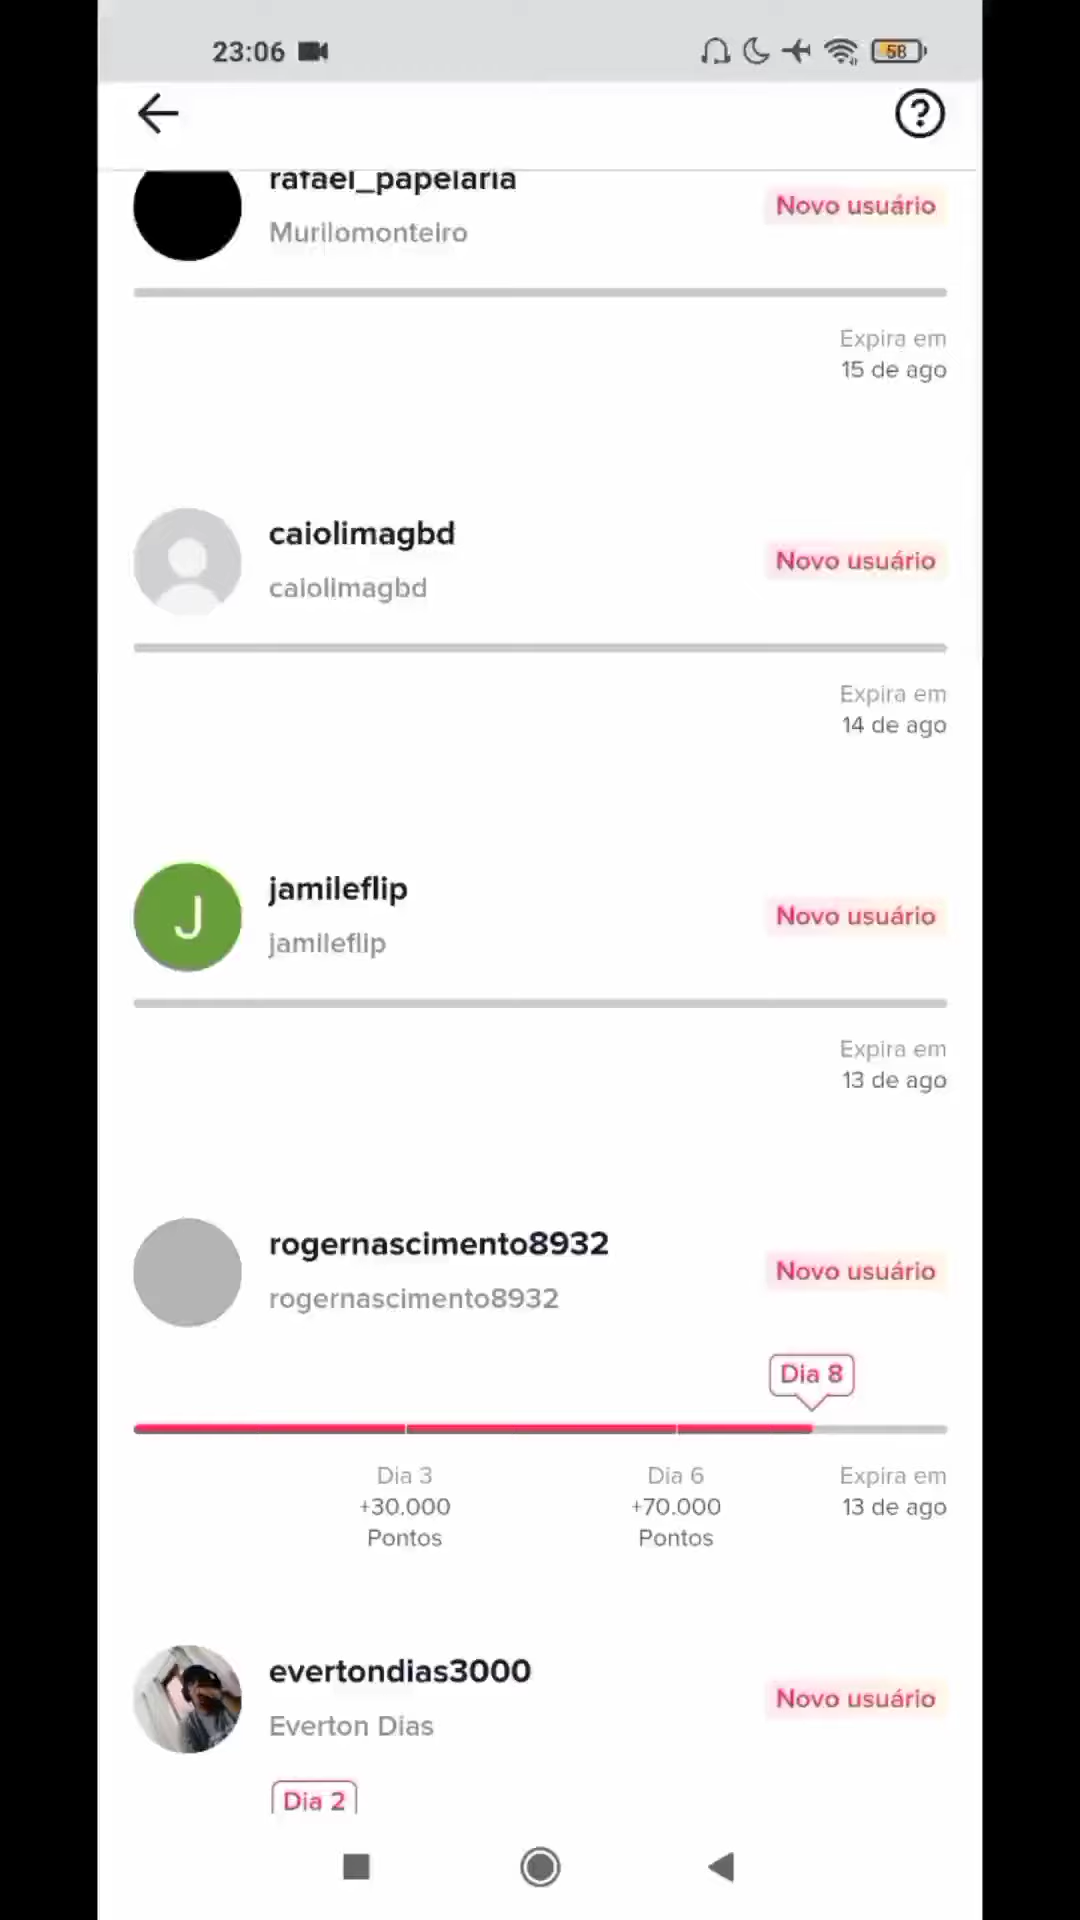 23:06
58
rafael_papelaria
Novo usuário
Murilomonteiro
Expira em
15 de ago
caiolimagbd
Novo usuário
caiolimagbd
Expira em
14 de ago
J
jamileflip
Novo usuário
jamileflip
Expira em
13 de ago
rogernascimento8932
Novo usuário
rogernascimento8932
Dia 8
Dia 3
+30.000
Pontos
Dia 6
+70.000
Pontos
Expira em
13 de ago
evertondias3000
Novo usuário
Everton Dias
Dia 2